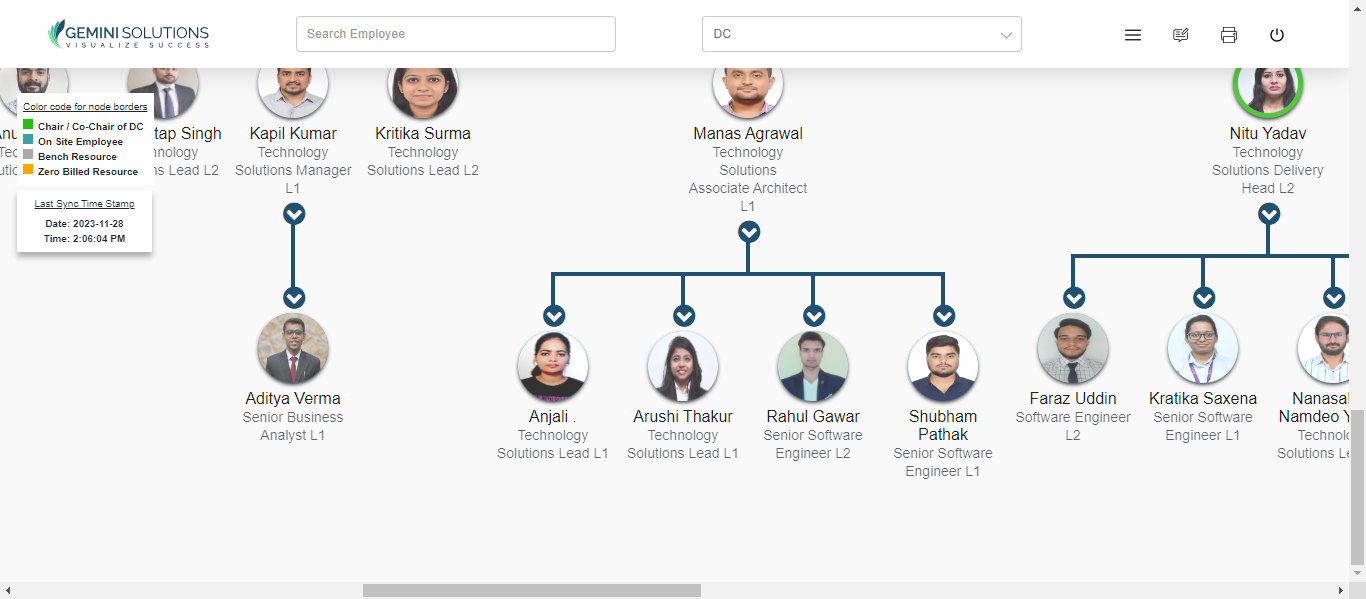 GEMINI SOLUTIONS
VISUALIZE SUCCESS
Search Employee
DC
Color code for node borders
Chair / Co-Chair of DC
On Site Employee
Bench Resource
Zero Billed Resource
Last Sync Time Stamp
Date: 2023-11-28
Time: 2:06:04 PM
tap Singh
hnology
ns Lead L2
Kapil Kumar
Technology
Solutions Manager
L1
Kritika Surma
Technology
Solutions Lead L2
Manas Agrawal
Technology
Solutions
Associate Architect
L1
Nitu Yadav
Technology
Solutions Delivery
Head L2
Aditya Verma
Senior Business
Analyst L1
Anjali .
Technology
Solutions Lead L1
Arushi Thakur
Technology
Solutions Lead L1
Rahul Gawar
Senior Software
Engineer L2
Shubham
Pathak
Senior Software
Engineer L1
Faraz Uddin
Software Engineer
L2
Kratika Saxena
Senior Software
Engineer L1
Nanasa
Namdeo Y
Technol
Solutions Le